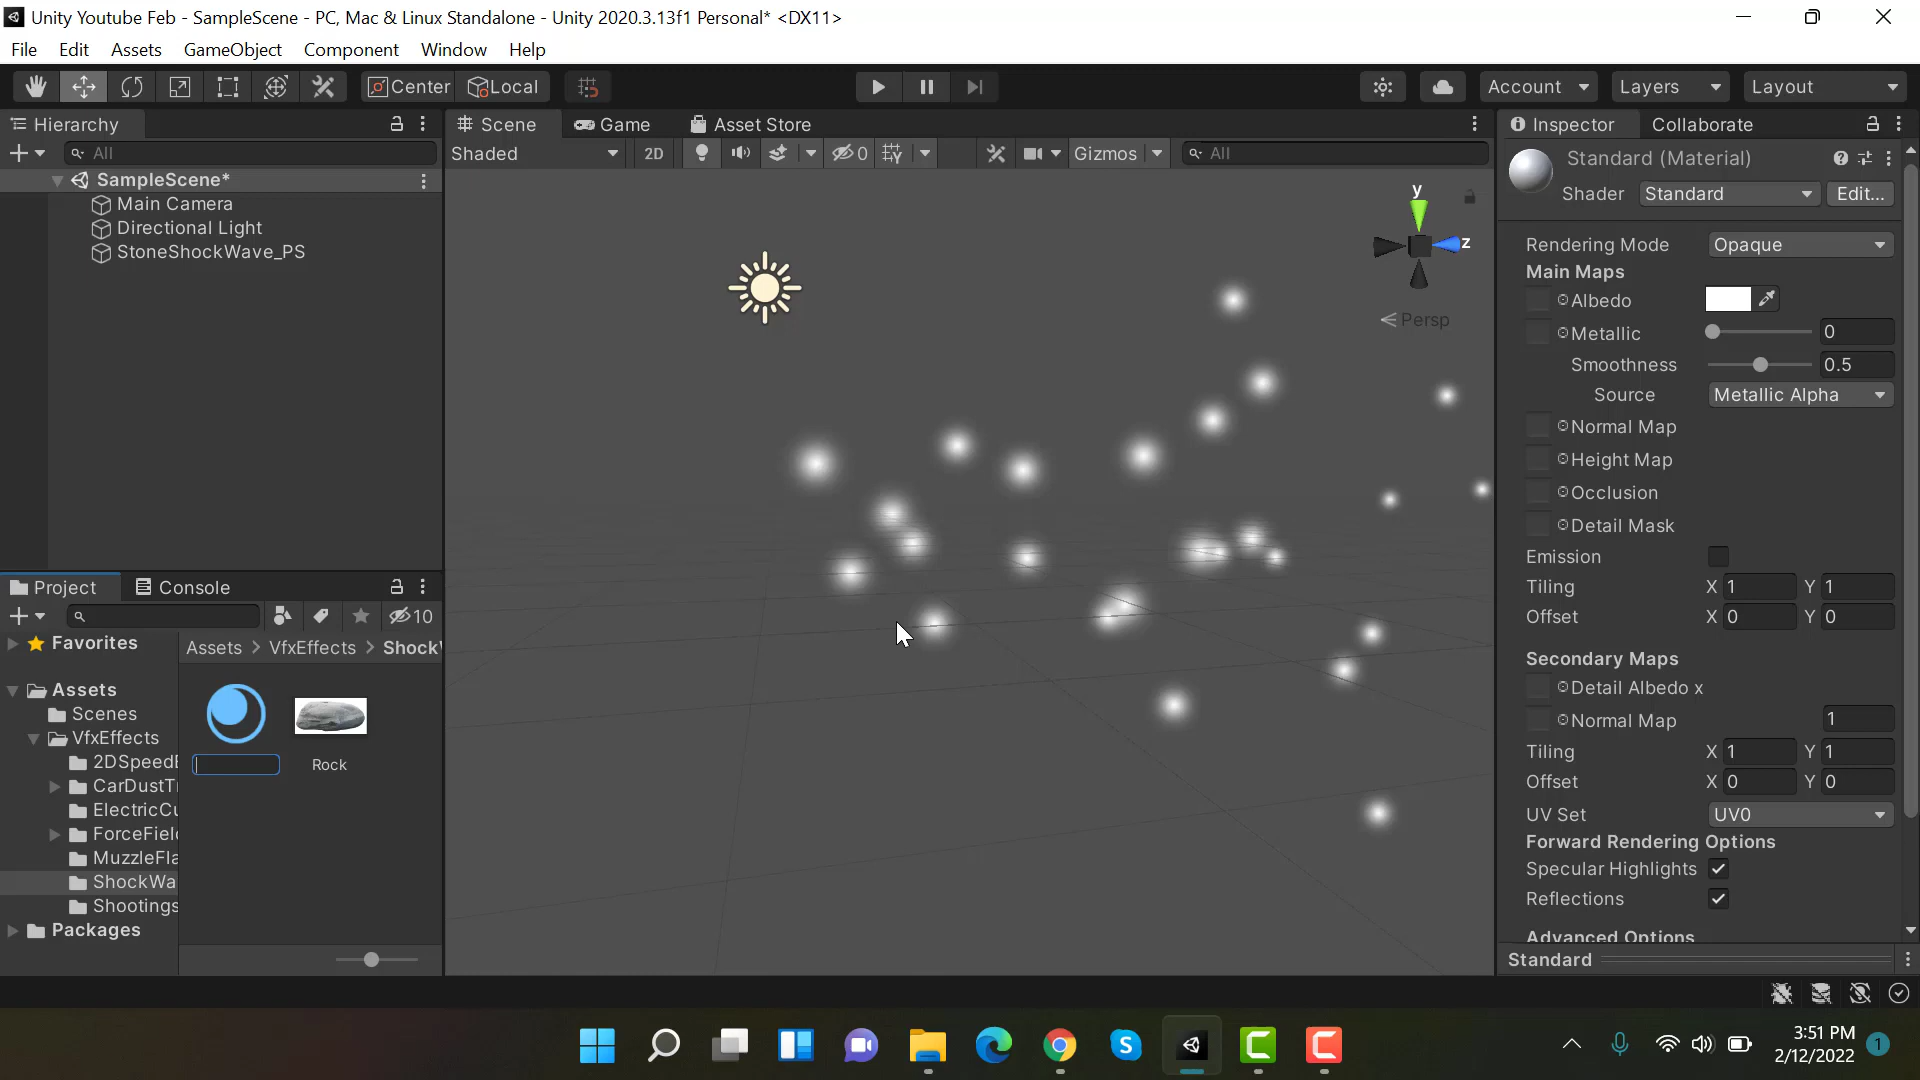 Unity Youtube Feb - SampleScene - PC, Mac & Linux Standalone - Unity 2020.3.13f1 Personal* <DX11>
File Edit Assets GameObject Component Window Help
Center Local Account Layers Layout
Hierarchy
All
SampleScene*
Main Camera
Directional Light
StoneShockWave_PS
Scene Game Asset Store
Shaded 2D 0 Gizmos All
y
z
Persp
Project Console
10
Favorites
Assets
Scenes
VfxEffects
2DSpeedE
CarDustT
ElectricCu
ForceField
MuzzleFla
ShockWa
Shootings
Packages
Assets > VfxEffects > Shock
Rock
Inspector Collaborate
Standard (Material)
Shader Standard Edit...
Rendering Mode Opaque
Main Maps
Albedo
Metallic 0
Smoothness 0.5
Source Metallic Alpha
Normal Map
Height Map
Occlusion
Detail Mask
Emission
Tiling X 1 Y 1
Offset X 0 Y 0
Secondary Maps
Detail Albedo x
Normal Map 1
Tiling X 1 Y 1
Offset X 0 Y 0
UV Set UV0
Forward Rendering Options
Specular Highlights
Reflections
Advanced Options
Standard
3:51 PM
2/12/2022
1